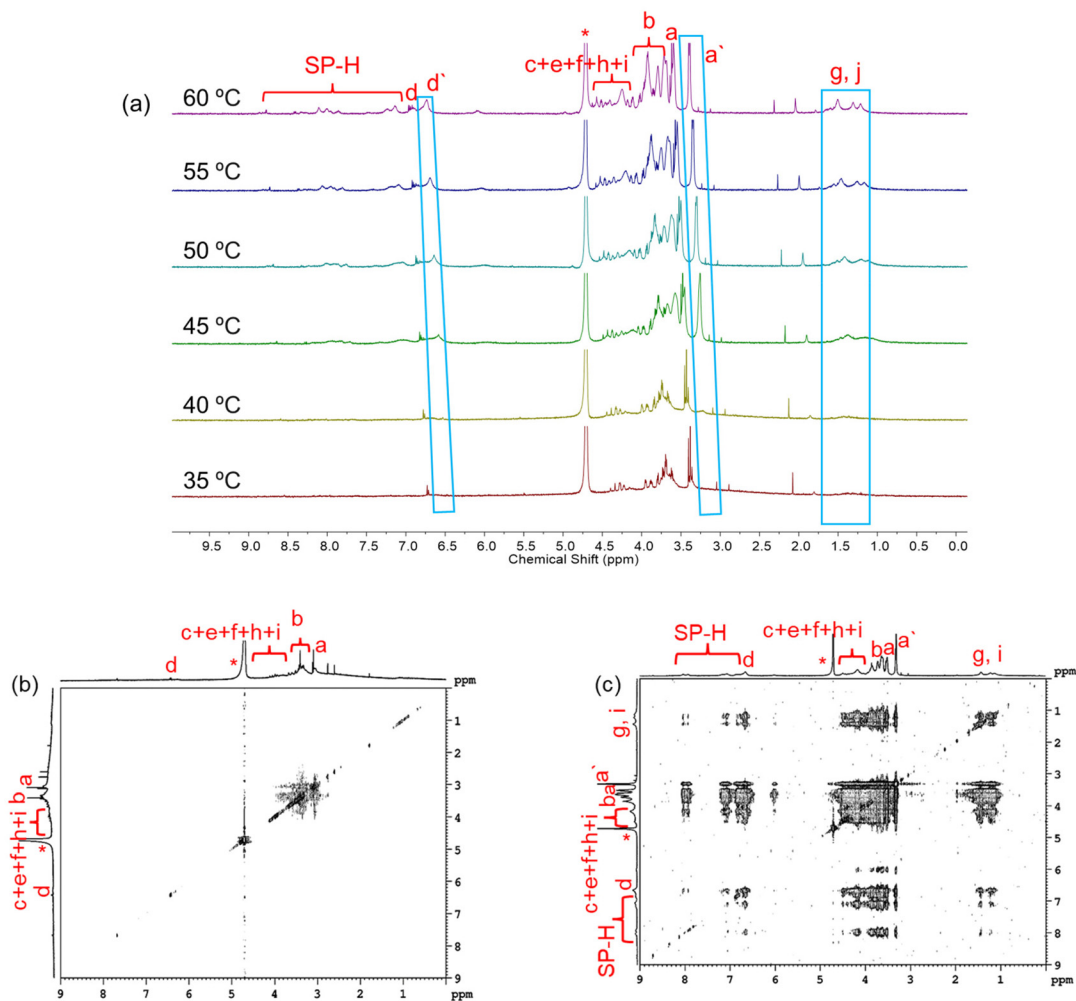 (a)
SP-H
d
d`
*
c+e+f+h+i
b
a
a`
g, j
60 ºC
55 ºC
50 ºC
45 ºC
40 ºC
35 ºC
9.5 9.0 8.5 8.0 7.5 7.0 6.5 6.0 5.5 5.0 4.5 4.0 3.5 3.0 2.5 2.0 1.5 1.0 0.5 0.0
Chemical Shift (ppm)
(b)
d
*
c+e+f+h+i
b
a
ppm
c+e+f+h+i b a
*
d
1
2
3
4
5
6
7
8
9
9 8 7 6 5 4 3 2 1 0 ppm
(c)
SP-H
d
*
c+e+f+h+i
ba
a`
g, i
ppm
g, i
c+e+f+h+i ba a`
*
d
SP-H
1
2
3
4
5
6
7
8
9
9 8 7 6 5 4 3 2 1 0 ppm